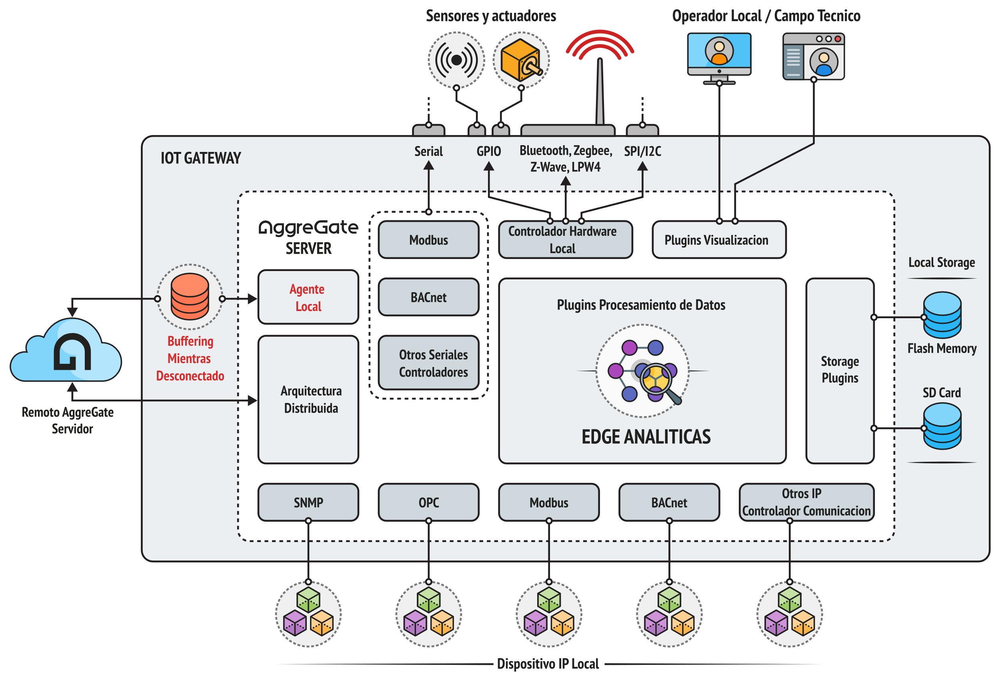 Sensores y actuadores
Operador Local / Campo Tecnico
IOT GATEWAY
Serial
GPIO
Bluetooth, Zegbee,
Z-Wave, LPW4
SPI/I2C
AggreGate
SERVER
Modbus
BACnet
Otros Seriales
Controladores
Controlador Hardware
Local
Plugins Visualizacion
Agente
Local
Buffering
Mientras
Desconectado
Arquitectura
Distribuida
Remoto AggreGate
Servidor
Plugins Procesamiento de Datos
EDGE ANALITICAS
Storage
Plugins
Local Storage
Flash Memory
SD Card
SNMP
OPC
Modbus
BACnet
Otros IP
Controlador Comunicacion
Dispositivo IP Local